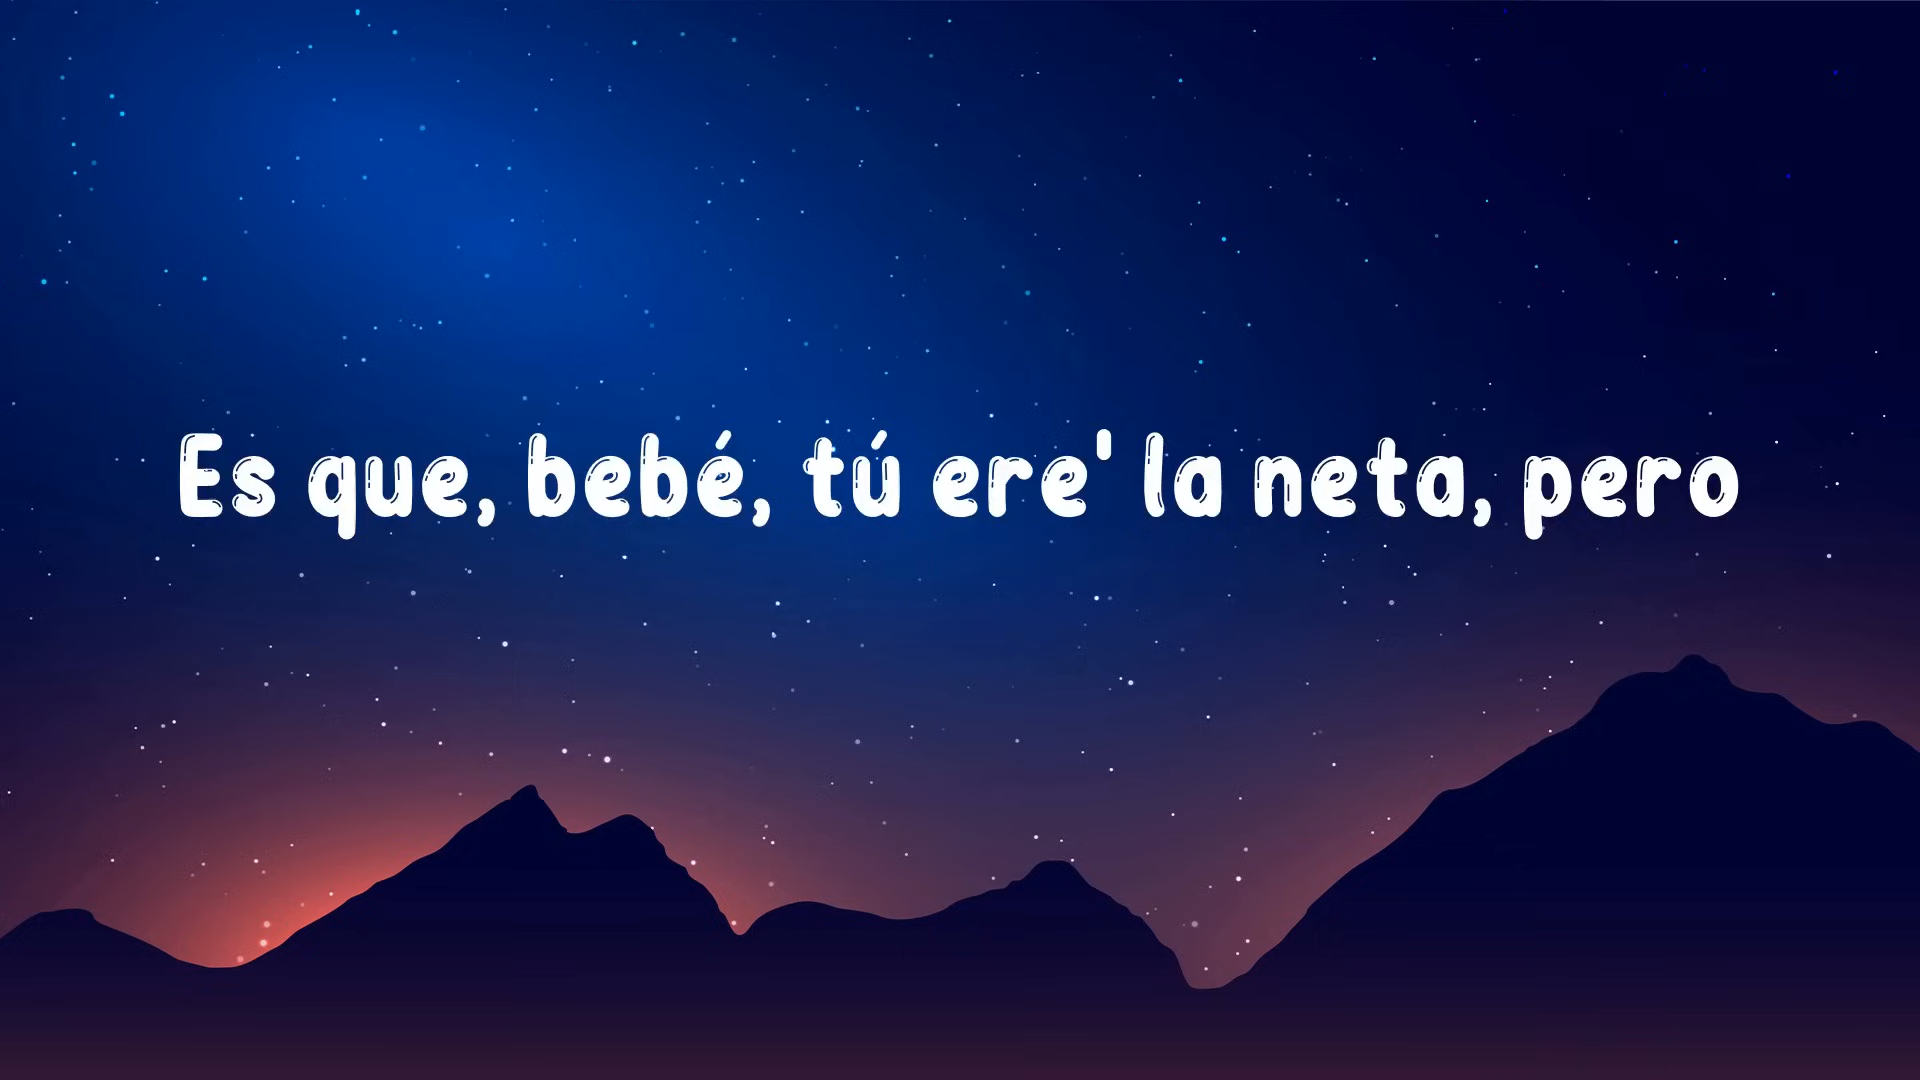 Es que, bebé, tú ere' la neta, pero